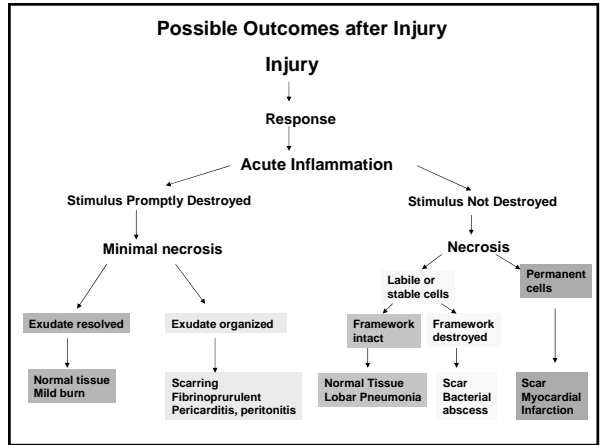 Possible Outcomes after Injury
Injury
Response
Acute Inflammation
Stimulus Promptly Destroyed
Stimulus Not Destroyed
Minimal necrosis
Necrosis
Labile or
stable cells
Permanent
cells
Exudate resolved
Exudate organized
Framework
intact
Framework
destroyed
Normal tissue
Mild burn
Scarring
Fibrinoprurulent
Pericarditis, peritonitis
Normal Tissue
Lobar Pneumonia
Scar
Bacterial
abscess
Scar
Myocardial
Infarction